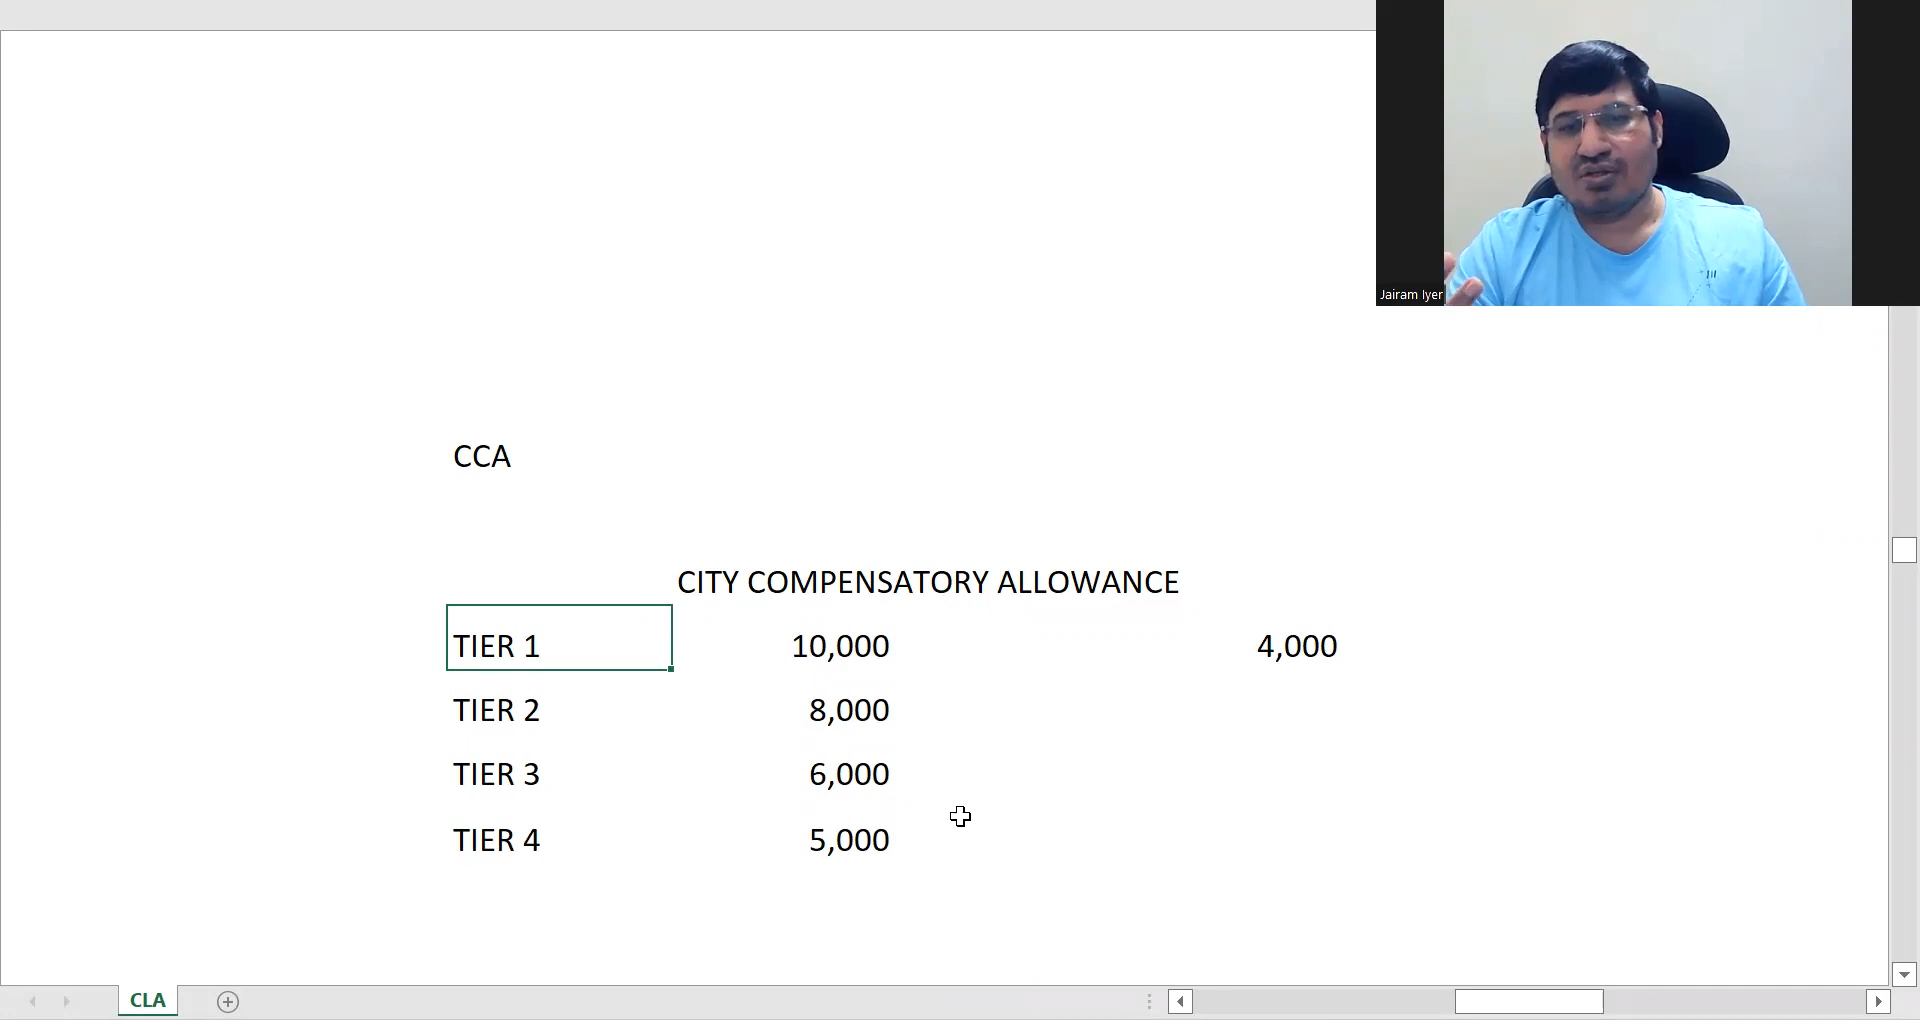 Jairam Iyer
CCA
CITY COMPENSATORY ALLOWANCE
TIER 1 10,000 4,000
TIER 2 8,000
TIER 3 6,000
TIER 4 5,000
CLA